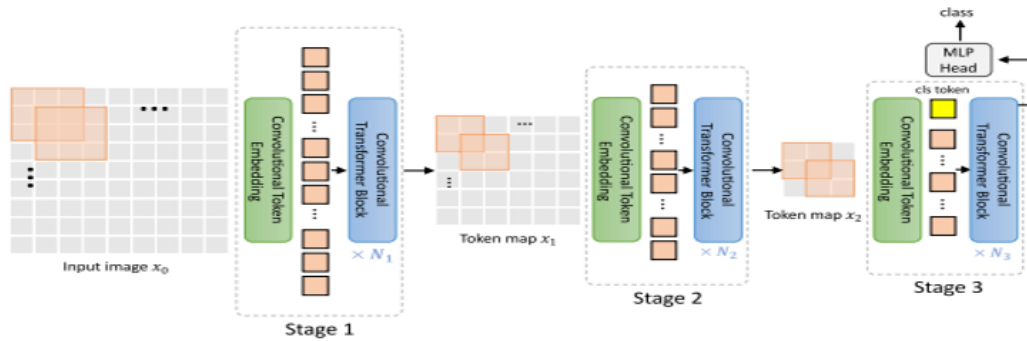 Input image x₀
Convolutional Token
Embedding
...
Convolutional
Transformer Block
× N₁
Stage 1
Token map x₁
Convolutional Token
Embedding
Convolutional
Transformer Block
× N₂
Stage 2
Token map x₂
class
MLP
Head
cls token
Convolutional Token
Embedding
Convolutional
Transformer Block
× N₃
Stage 3